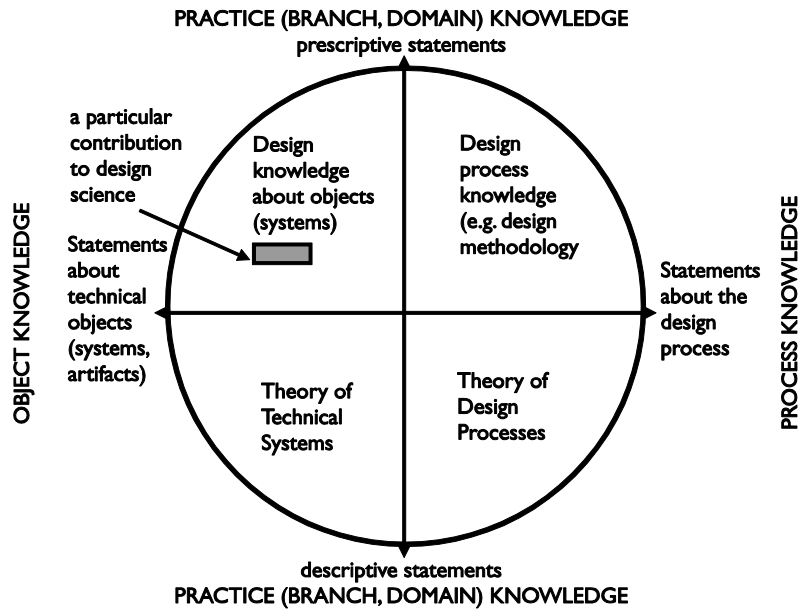 PRACTICE (BRANCH, DOMAIN) KNOWLEDGE
prescriptive statements
a particular
contribution
to design
science
Design
knowledge
about objects
(systems)
Design
process
knowledge
(e.g. design
methodology
OBJECT KNOWLEDGE
Statements
about
technical
objects
(systems,
artifacts)
Statements
about the
design
process
PROCESS KNOWLEDGE
Theory of
Technical
Systems
Theory of
Design
Processes
descriptive statements
PRACTICE (BRANCH, DOMAIN) KNOWLEDGE